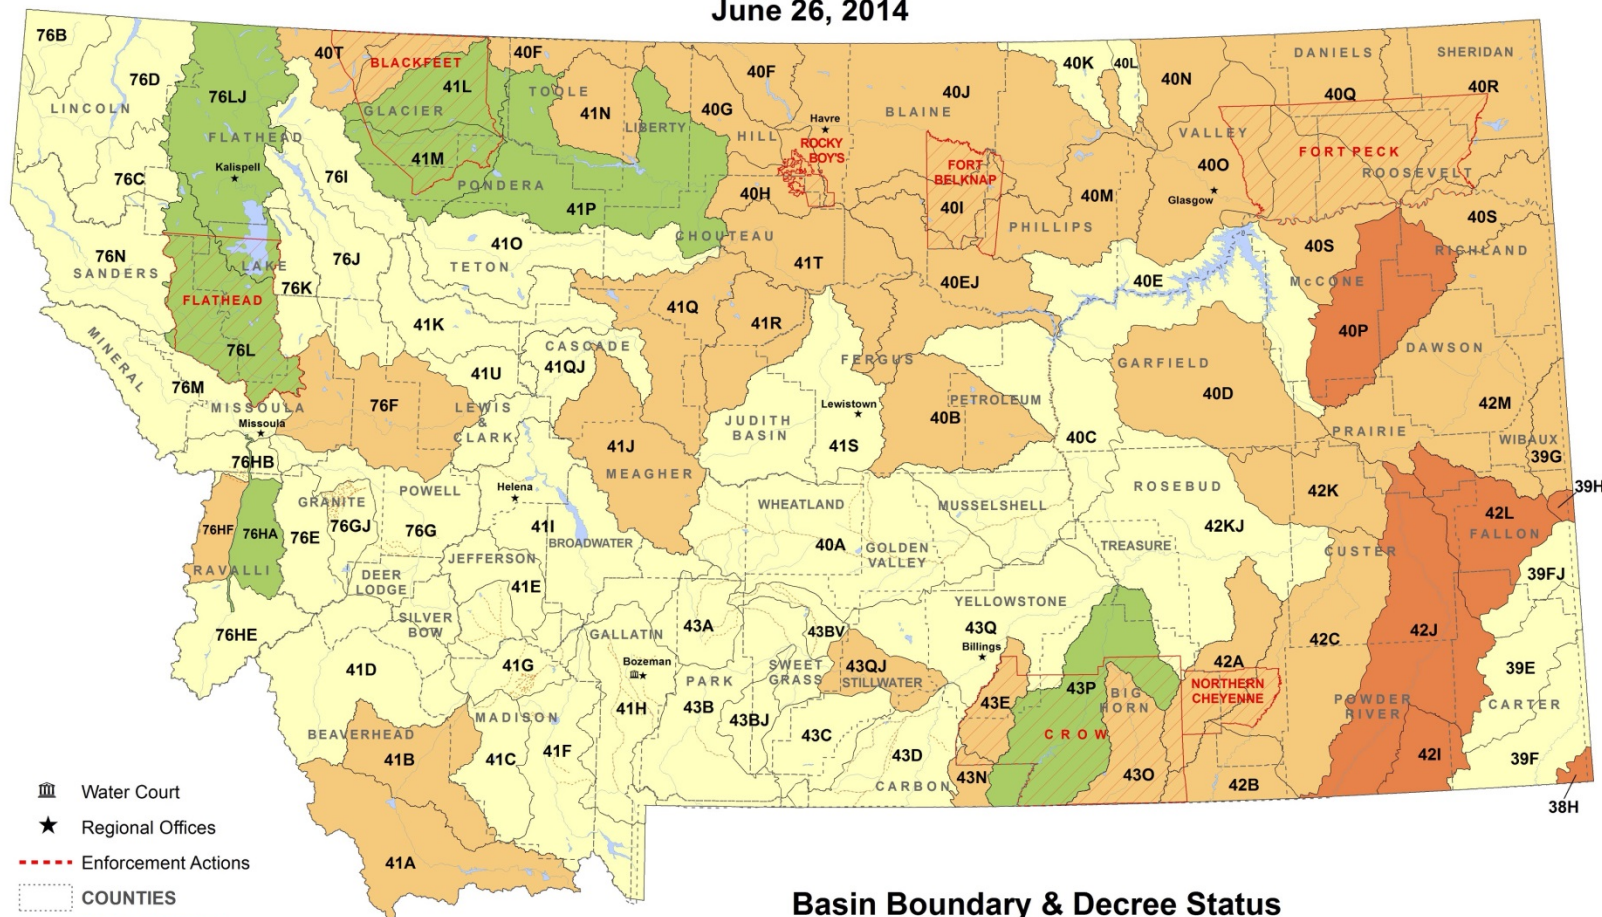 June 26, 2014
76B
40T
BLACKFEET
40F
40F
40K
40L
40N
DANIELS
SHERIDAN
76D
LINCOLN
76LJ
FLATHEAD
Kalispell
41L
GLACIER
41M
TOOLE
41N
LIBERTY
40G
HILL
Havre
ROCKY
BOY'S
40J
BLAINE
40Q
40R
VALLEY
FORT PECK
ROOSEVELT
40O
Glasgow
76C
76I
PONDERA
41P
40H
FORT
BELKNAP
40I
40M
PHILLIPS
40S
40S
RICHLAND
McCONE
76N
SANDERS
LAKE
76J
76K
FLATHEAD
76L
41O
TETON
CHOUTEAU
41T
40EJ
40E
40P
DAWSON
MINERAL
76M
MISSOULA
Missoula
41K
41Q
41R
CASCADE
41QJ
41U
FERGUS
GARFIELD
40D
42M
76F
LEWIS
&
CLARK
41J
MEAGHER
JUDITH
BASIN
Lewistown
41S
40B
PETROLEUM
40C
PRAIRIE
WIBAUX
39G
76HB
76HF
76HA
RAVALLI
GRANITE
76E
76GJ
POWELL
76G
Helena
41I
BROADWATER
WHEATLAND
40A
GOLDEN
VALLEY
MUSSELSHELL
ROSEBUD
42KJ
TREASURE
42K
CUSTER
42L
FALLON
39H
39FJ
DEER
LODGE
JEFFERSON
41E
76HE
SILVER
BOW
41D
41G
GALLATIN
Bozeman
41H
43A
PARK
43B
43BV
SWEET
GRASS
43BJ
43QJ
STILLWATER
YELLOWSTONE
43Q
Billings
43P
BIG
HORN
CROW
43E
42A
NORTHERN
CHEYENNE
42C
42J
POWDER
RIVER
39E
CARTER
BEAVERHEAD
41B
MADISON
41C
41F
43C
43D
CARBON
43N
43O
42B
42I
39F
38H
41A
Water Court
Regional Offices
Enforcement Actions
COUNTIES
Basin Boundary & Decree Status